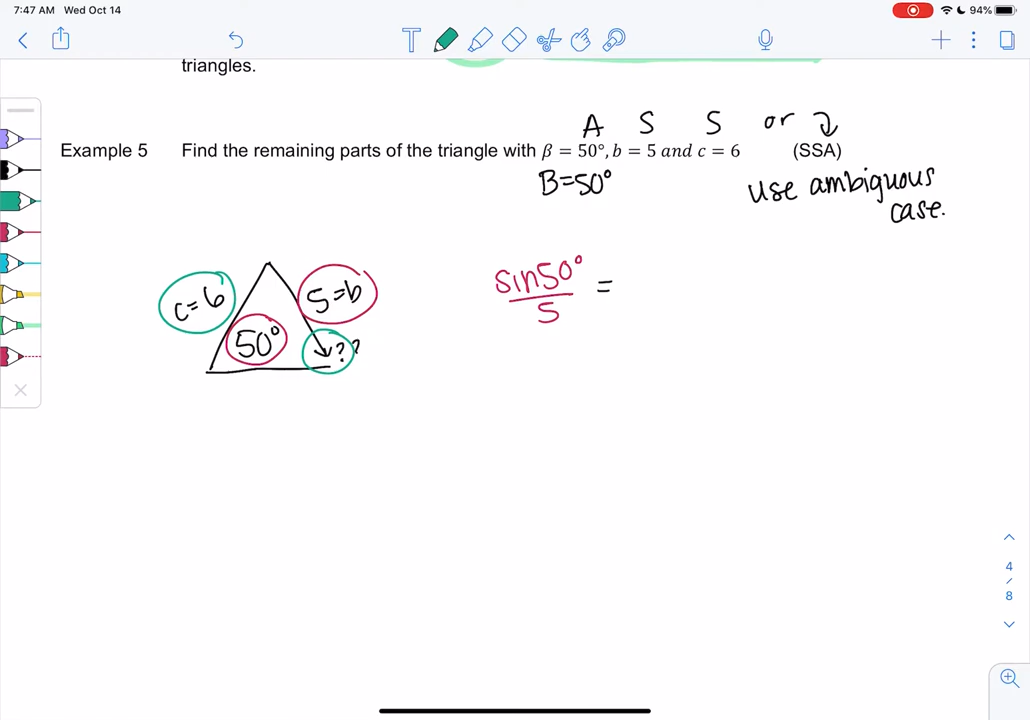 7:47 AM Wed Oct 14
94%
triangles.
A S S or
Example 5 Find the remaining parts of the triangle with β = 50°, b = 5 and c = 6 (SSA)
B=50°
use ambiguous
case.
c=6
5=b
50°
??
sin50°
=
5
4
/
8